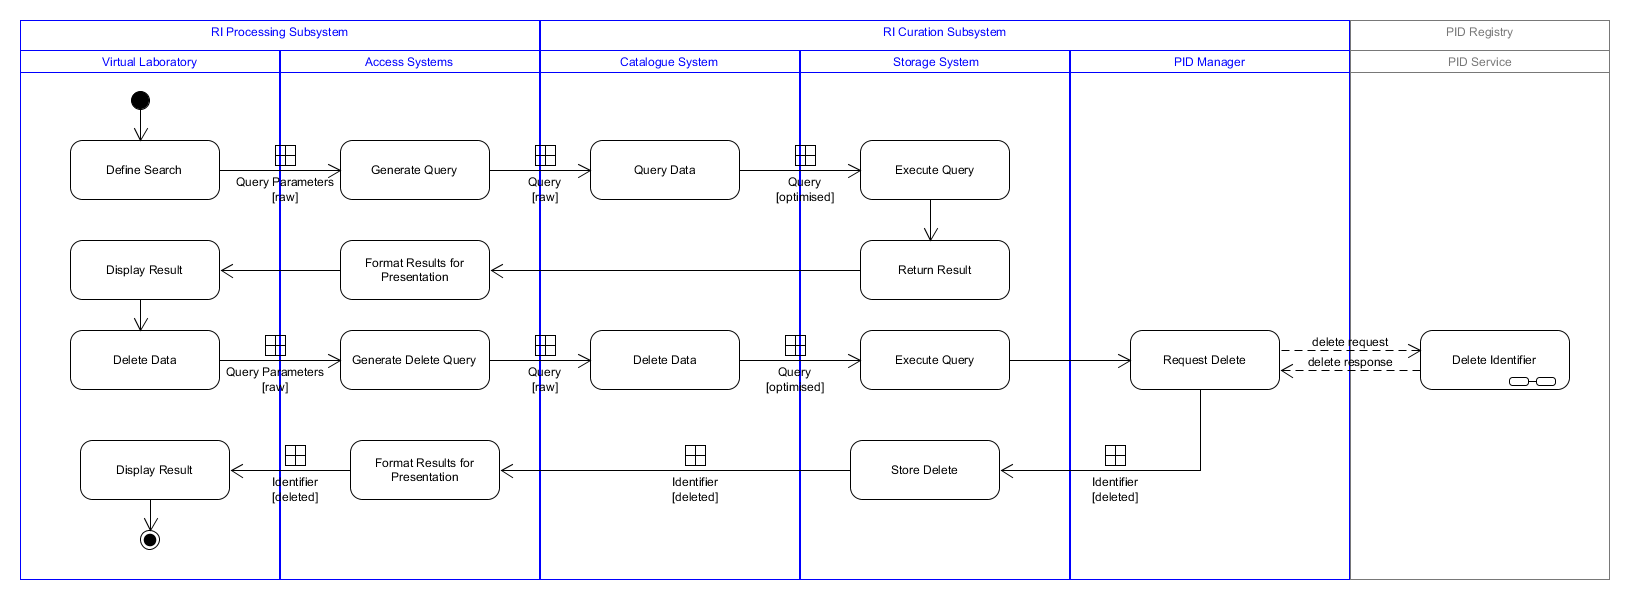 RI Processing Subsystem
RI Curation Subsystem
PID Registry
Virtual Laboratory
Access Systems
Catalogue System
Storage System
PID Manager
PID Service
Define Search
Query Parameters
[raw]
Generate Query
Query
[raw]
Query Data
Query
[optimised]
Execute Query
Display Result
Format Results for
Presentation
Return Result
Delete Data
Query Parameters
[raw]
Generate Delete Query
Query
[raw]
Delete Data
Query
[optimised]
Execute Query
Request Delete
delete request
delete response
Delete Identifier
Display Result
Identifier
[deleted]
Format Results for
Presentation
Identifier
[deleted]
Store Delete
Identifier
[deleted]